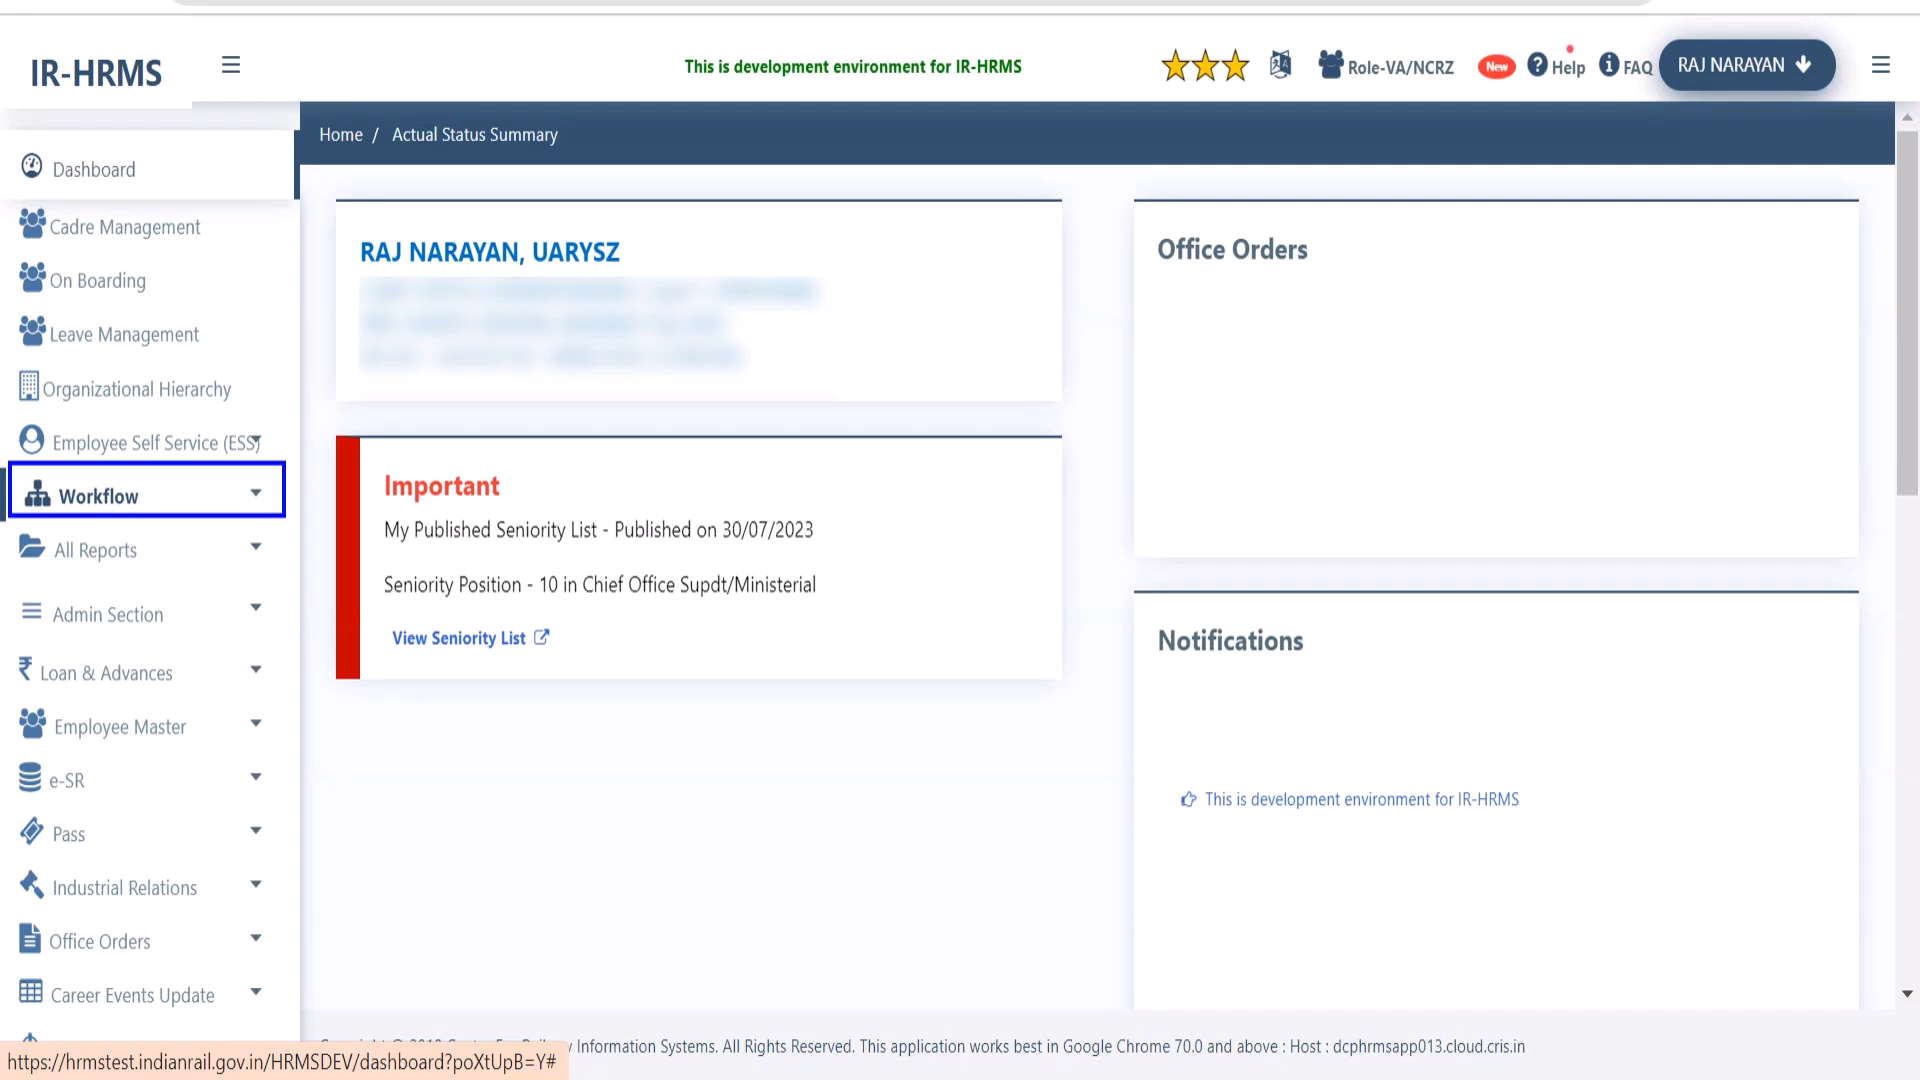 IR-HRMS
This is development environment for IR-HRMS
Role-VA/NCRZ
New
Help
FAQ
RAJ NARAYAN
Home / Actual Status Summary
Dashboard
Cadre Management
On Boarding
Leave Management
Organizational Hierarchy
Employee Self Service (ESS)
Workflow
All Reports
Admin Section
Loan & Advances
Employee Master
e-SR
Pass
Industrial Relations
Office Orders
Career Events Update
RAJ NARAYAN, UARYSZ
Important
My Published Seniority List - Published on 30/07/2023
Seniority Position - 10 in Chief Office Supdt/Ministerial
View Seniority List
Office Orders
Notifications
This is development environment for IR-HRMS
Information Systems. All Rights Reserved. This application works best in Google Chrome 70.0 and above : Host : dcphrmsapp013.cloud.cris.in
https://hrmstest.indianrail.gov.in/HRMSDEV/dashboard?poXtUpB=Y#